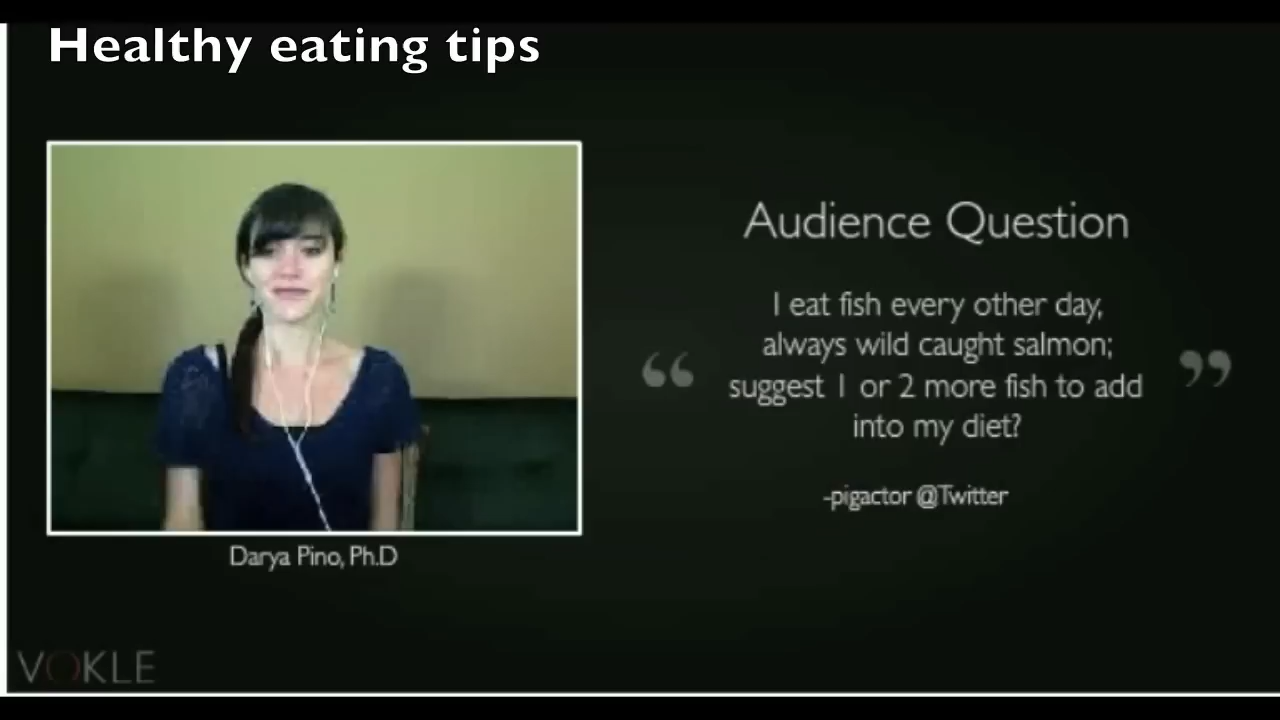 Healthy eating tips
Audience Question
“ I eat fish every other day,
always wild caught salmon;
suggest 1 or 2 more fish to add
into my diet? ”
-pigactor @Twitter
Darya Pino, Ph.D
VOKLE